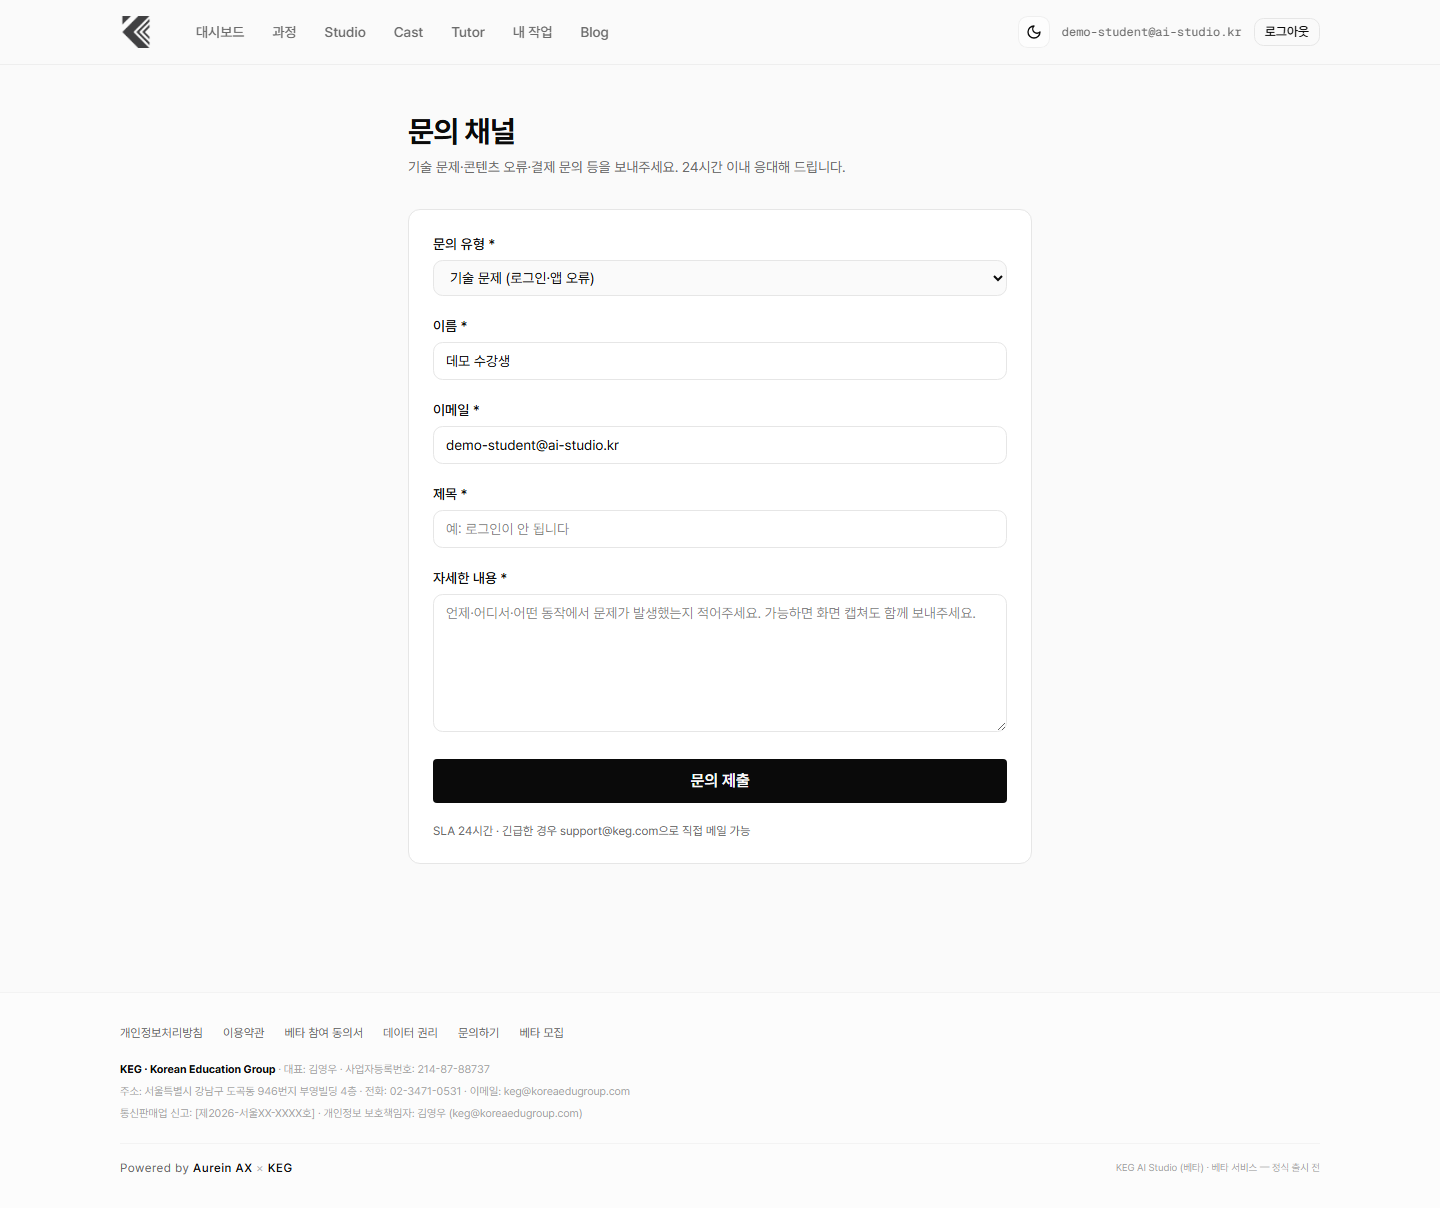 대시보드 과정 Studio Cast Tutor 내 작업 Blog demo-student@ai-studio.kr 로그아웃
문의 채널
기술 문제·콘텐츠 오류·결제 문의 등을 보내주세요. 24시간 이내 응대해 드립니다.
문의 유형 *
기술 문제 (로그인·앱 오류)
이름 *
데모 수강생
이메일 *
demo-student@ai-studio.kr
제목 *
예: 로그인이 안 됩니다
자세한 내용 *
언제·어디서·어떤 동작에서 문제가 발생했는지 적어주세요. 가능하면 화면 캡쳐도 함께 보내주세요.
문의 제출
SLA 24시간 · 긴급한 경우 support@keg.com으로 직접 메일 가능
개인정보처리방침 이용약관 베타 참여 동의서 데이터 권리 문의하기 베타 모집
KEG · Korean Education Group · 대표: 김영우 · 사업자등록번호: 214-87-88737
주소: 서울특별시 강남구 도곡동 946번지 부영빌딩 4층 · 전화: 02-3471-0531 · 이메일: keg@koreaedugroup.com
통신판매업 신고: [제2026-서울XX-XXXX호] · 개인정보 보호책임자: 김영우 (keg@koreaedugroup.com)
Powered by Aurein AX × KEG
KEG AI Studio (베타) · 베타 서비스 — 정식 출시 전